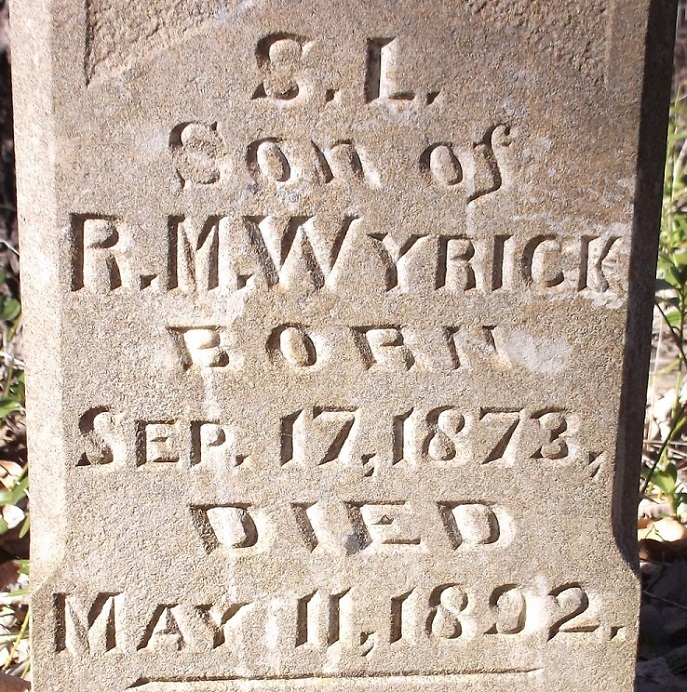 S. L.
Son of
R. M. WYRICK
BORN
SEP. 17, 1873,
DIED
MAY 11, 1892.